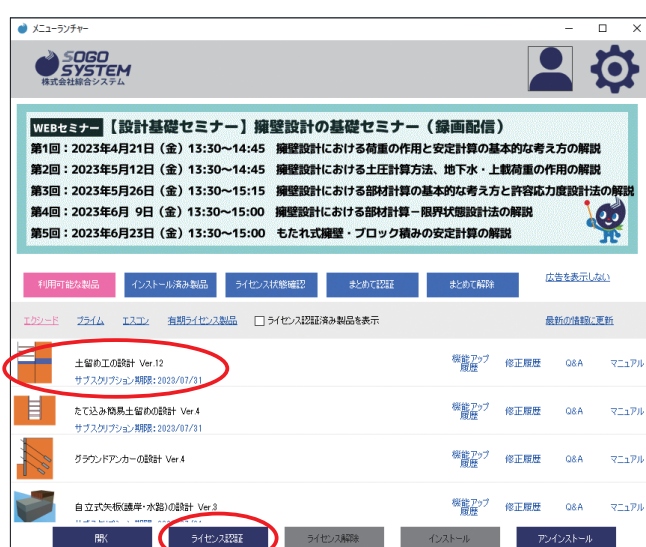 メニューランチャー
SOGO
SYSTEM
株式会社綜合システム
WEBセミナー 【設計基礎セミナー】擁壁設計の基礎セミナー（録画配信）
第1回：2023年4月21日（金）13:30～14:45 擁壁設計における荷重の作用と安定計算の基本的な考え方の解説
第2回：2023年5月12日（金）13:30～14:45 擁壁設計における土圧計算方法、地下水・上載荷重の作用の解説
第3回：2023年5月26日（金）13:30～15:15 擁壁設計における部材計算の基本的な考え方と許容応力度設計法の解説
第4回：2023年6月 9日（金）13:30～15:00 擁壁設計における部材計算－限界状態設計法の解説
第5回：2023年6月23日（金）13:30～15:00 もたれ式擁壁・ブロック積みの安定計算の解説
利用可能な製品 インストール済み製品 ライセンス状態確認 まとめて認証 まとめて解除 広告を表示しない
エクシード プライム エスコン 有期ライセンス製品 ライセンス認証済み製品を表示 最新の情報に更新
土留め工の設計 Ver.12 機能アップ履歴 修正履歴 Q&A マニュアル
サブスクリプション期限：2023/07/31
たて込み簡易土留めの設計 Ver.4 機能アップ履歴 修正履歴 Q&A マニュアル
サブスクリプション期限：2023/07/31
グラウンドアンカーの設計 Ver.4 機能アップ履歴 修正履歴 Q&A マニュアル
自立式矢板(護岸・水路)の設計 Ver.3 機能アップ履歴 修正履歴 Q&A マニュアル
開く ライセンス認証 ライセンス解除 インストール アンインストール